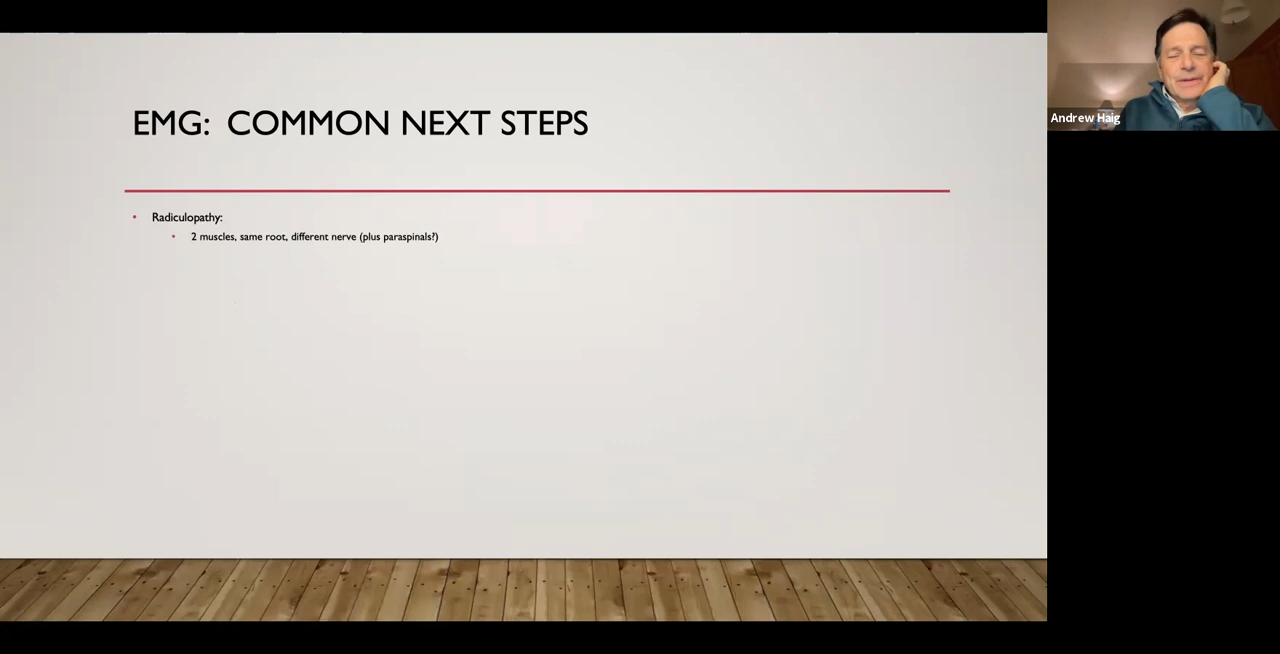 EMG: COMMON NEXT STEPS
• Radiculopathy:
• 2 muscles, same root, different nerve (plus paraspinals?)
Andrew Haig